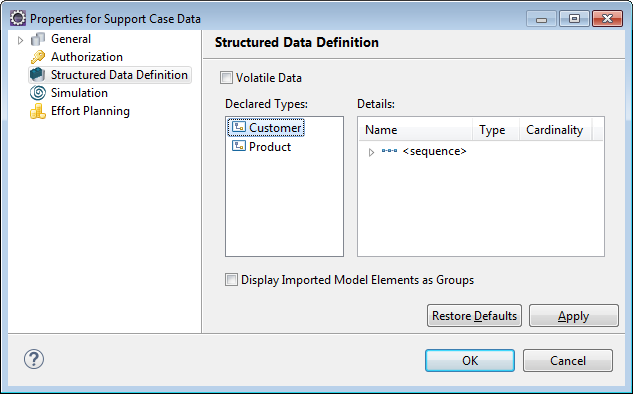 Properties for Support Case Data
General
Authorization
Structured Data Definition
Simulation
Effort Planning
Structured Data Definition
Volatile Data
Declared Types:
Customer
Product
Details:
Name Type Cardinality
<sequence>
Display Imported Model Elements as Groups
Restore Defaults Apply
? OK Cancel